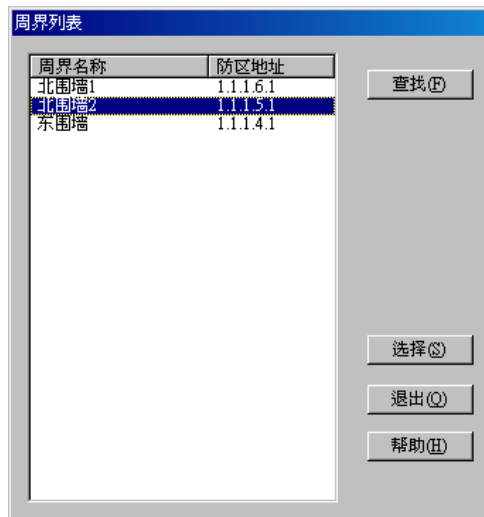 周界列表
周界名称 防区地址
查找(F)
北围墙1 1.1.1.6.1
北围墙2 1.1.1.5.1
东围墙 1.1.1.4.1
选择(S)
退出(Q)
帮助(H)